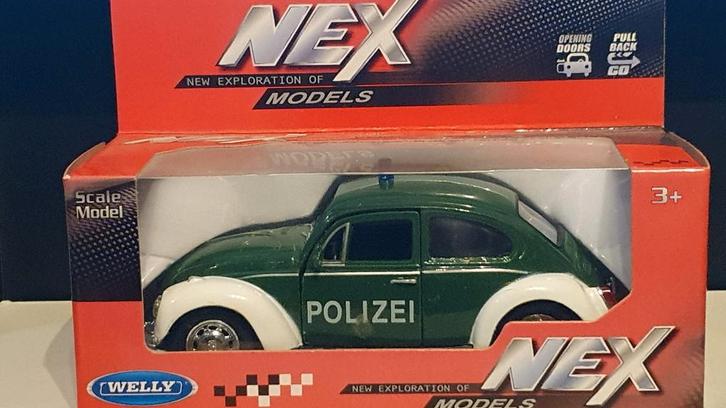 NEX
NEW EXPLORATION OF
MODELS
OPENING
DOORS
PULL
BACK
GO
MODELS
Scale
Model
3+
POLIZEI
WELLY
NEX
NEW EXPLORATION OF
MODELS